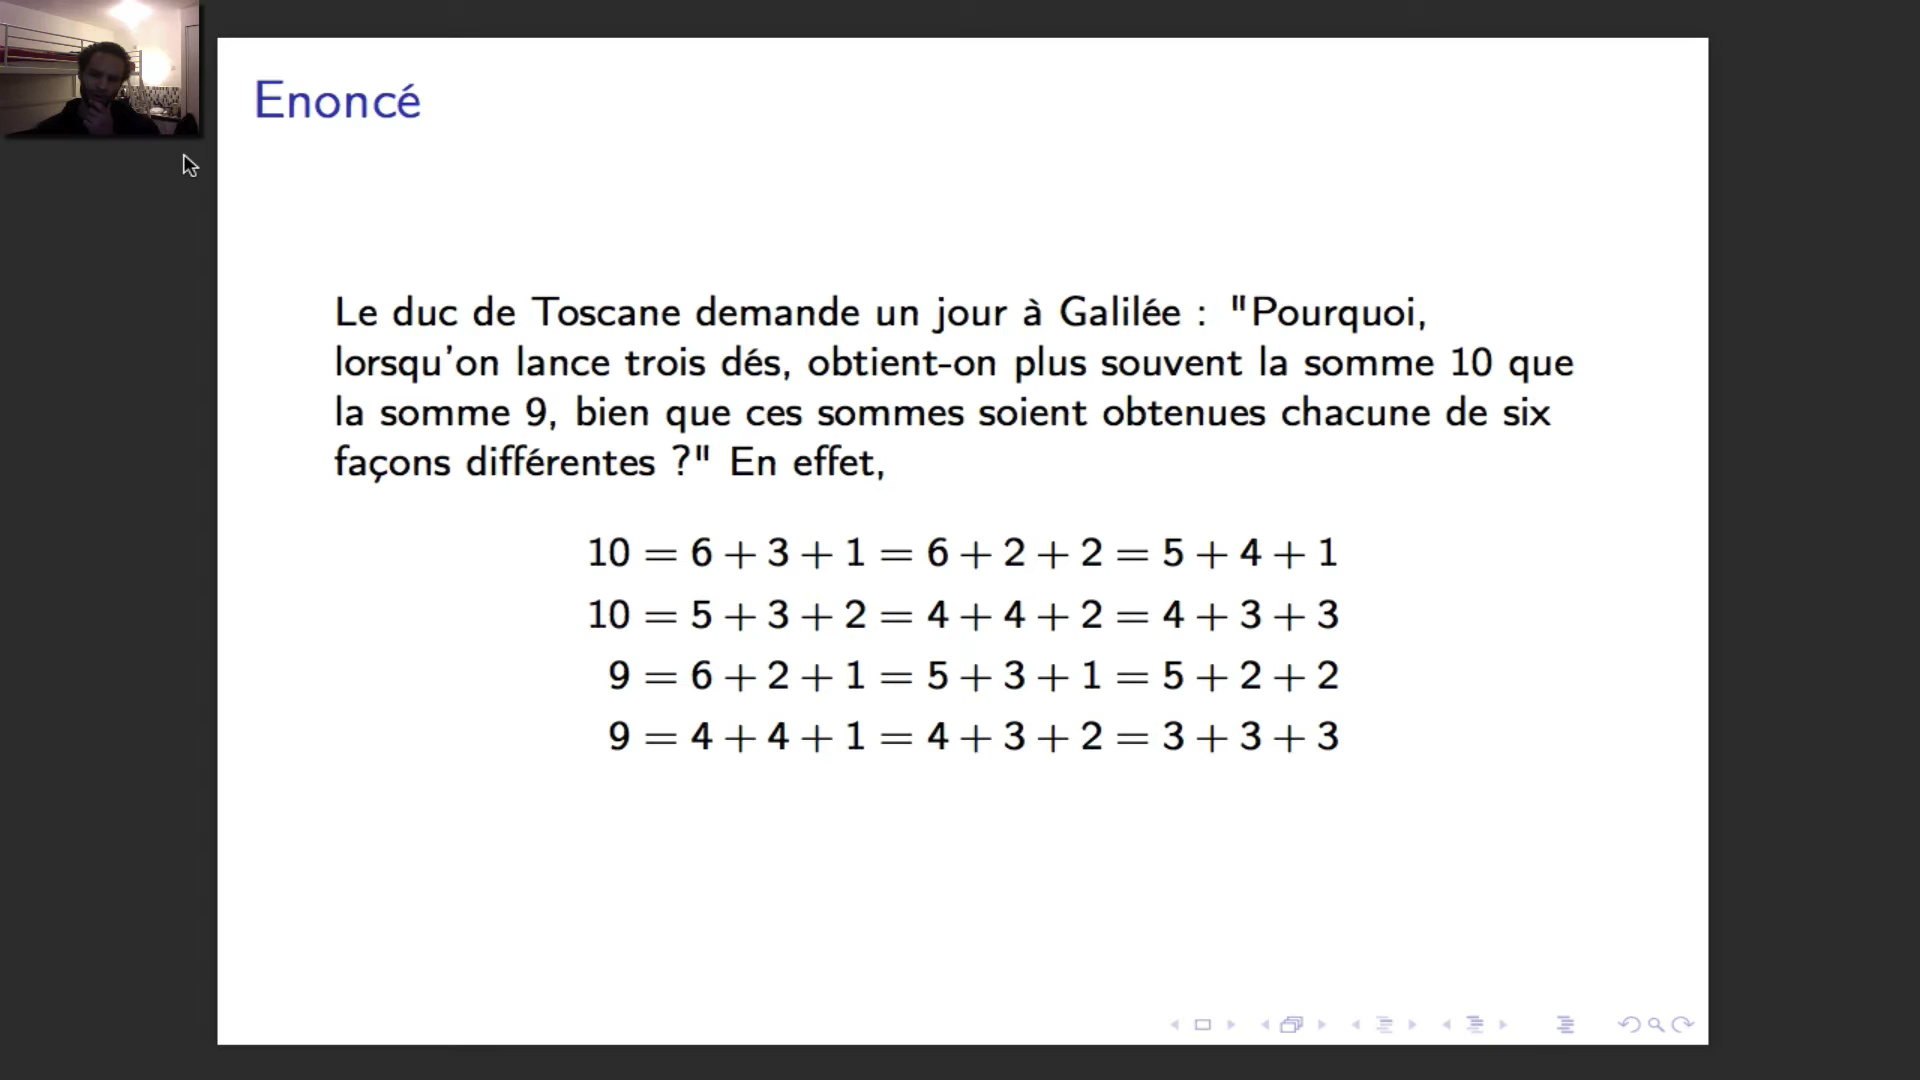 Enoncé
Le duc de Toscane demande un jour à Galilée : "Pourquoi,
lorsqu'on lance trois dés, obtient-on plus souvent la somme 10 que
la somme 9, bien que ces sommes soient obtenues chacune de six
façons différentes ?" En effet,
10 = 6 + 3 + 1 = 6 + 2 + 2 = 5 + 4 + 1
10 = 5 + 3 + 2 = 4 + 4 + 2 = 4 + 3 + 3
9 = 6 + 2 + 1 = 5 + 3 + 1 = 5 + 2 + 2
9 = 4 + 4 + 1 = 4 + 3 + 2 = 3 + 3 + 3